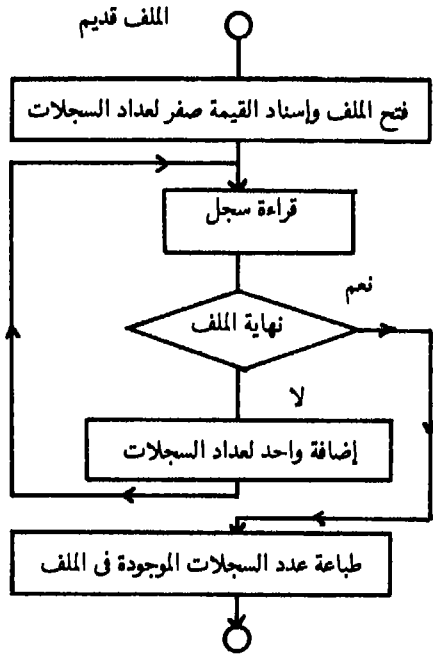 الملف قديم
فتح الملف وإسناد القيمة صفر لعداد السجلات
قراءة سجل
نعم
نهاية الملف
لا
إضافة واحد لعداد السجلات
طباعة عدد السجلات الموجودة فى الملف